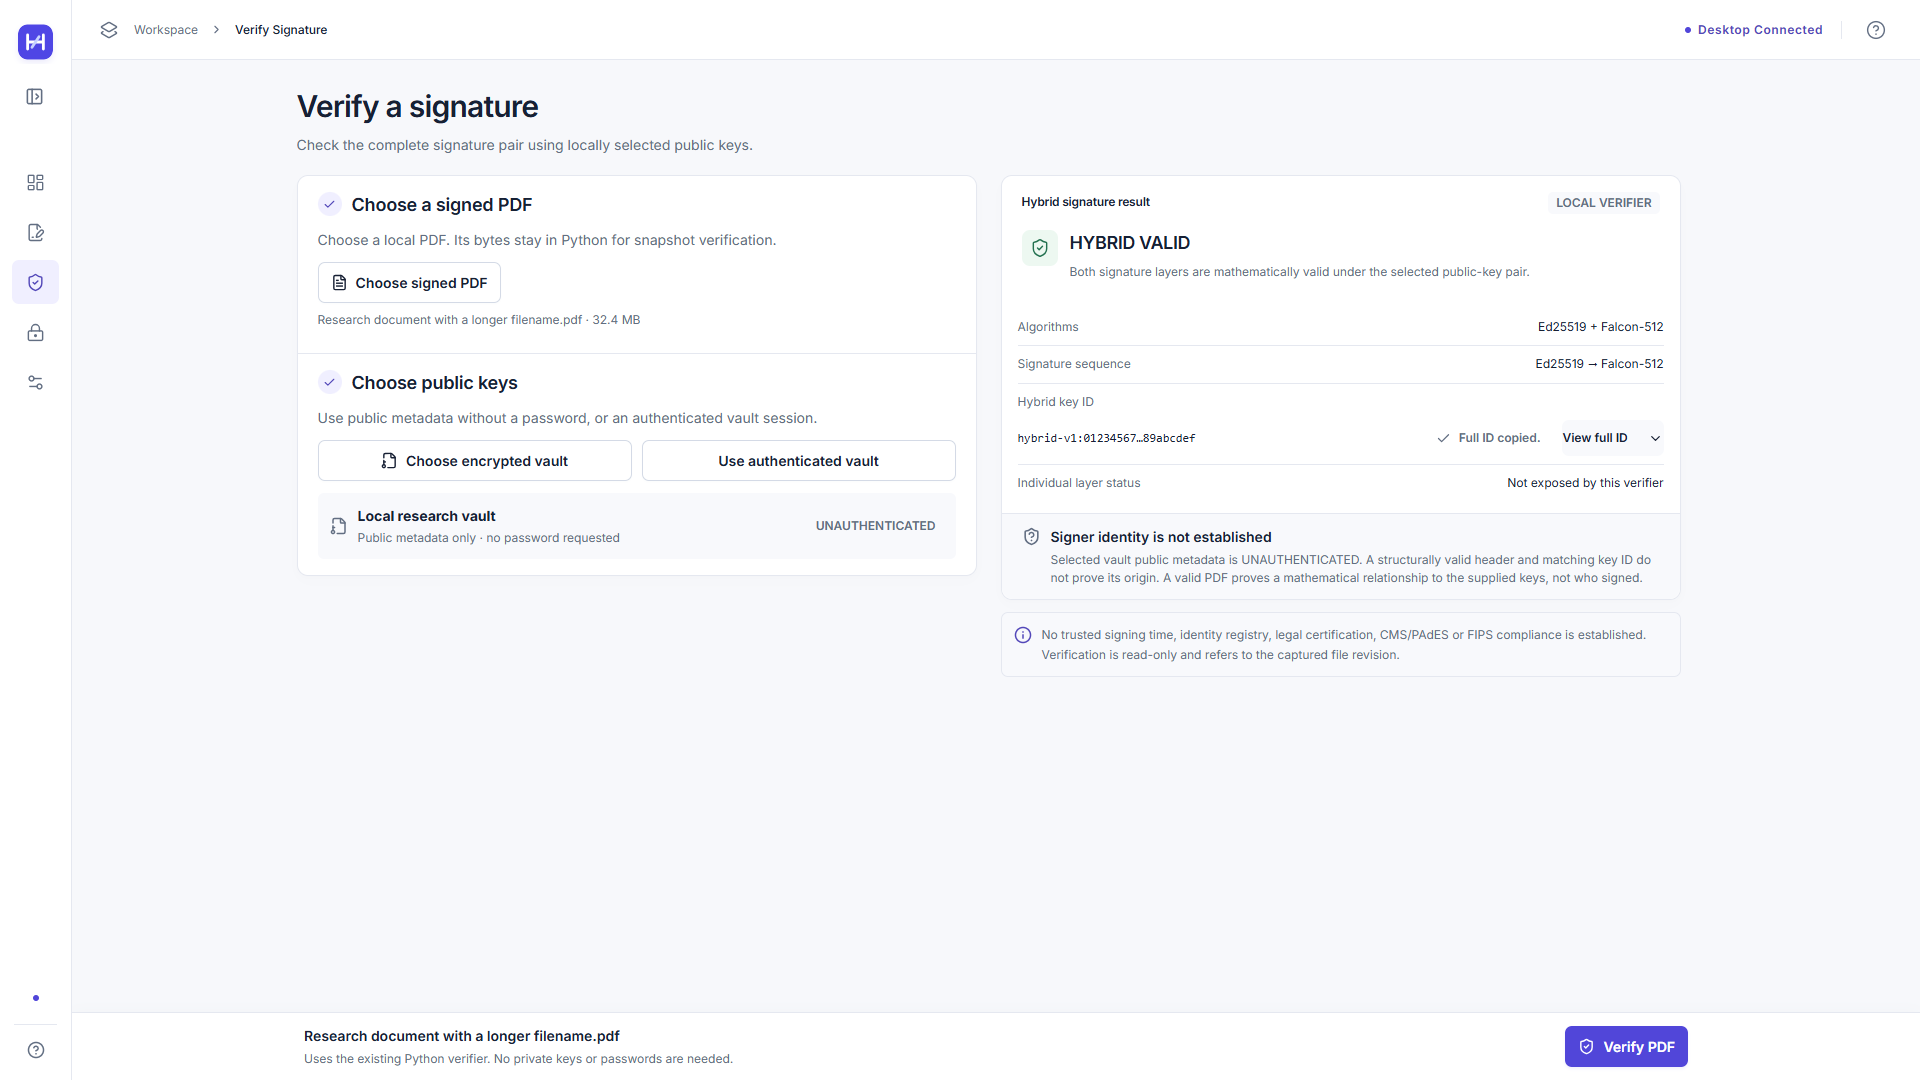 Workspace
Verify Signature
Desktop Connected
Verify a signature
Check the complete signature pair using locally selected public keys.
Choose a signed PDF
Choose a local PDF. Its bytes stay in Python for snapshot verification.
Choose signed PDF
Research document with a longer filename.pdf · 32.4 MB
Choose public keys
Use public metadata without a password, or an authenticated vault session.
Choose encrypted vault
Use authenticated vault
Local research vault
Public metadata only · no password requested
UNAUTHENTICATED
Hybrid signature result
LOCAL VERIFIER
HYBRID VALID
Both signature layers are mathematically valid under the selected public-key pair.
Algorithms
Ed25519 + Falcon-512
Signature sequence
Ed25519 → Falcon-512
Hybrid key ID
hybrid-v1:01234567…89abcdef
Full ID copied.
View full ID
Individual layer status
Not exposed by this verifier
Signer identity is not established
Selected vault public metadata is UNAUTHENTICATED. A structurally valid header and matching key ID do
not prove its origin. A valid PDF proves a mathematical relationship to the supplied keys, not who signed.
No trusted signing time, identity registry, legal certification, CMS/PAdES or FIPS compliance is established.
Verification is read-only and refers to the captured file revision.
Research document with a longer filename.pdf
Uses the existing Python verifier. No private keys or passwords are needed.
Verify PDF